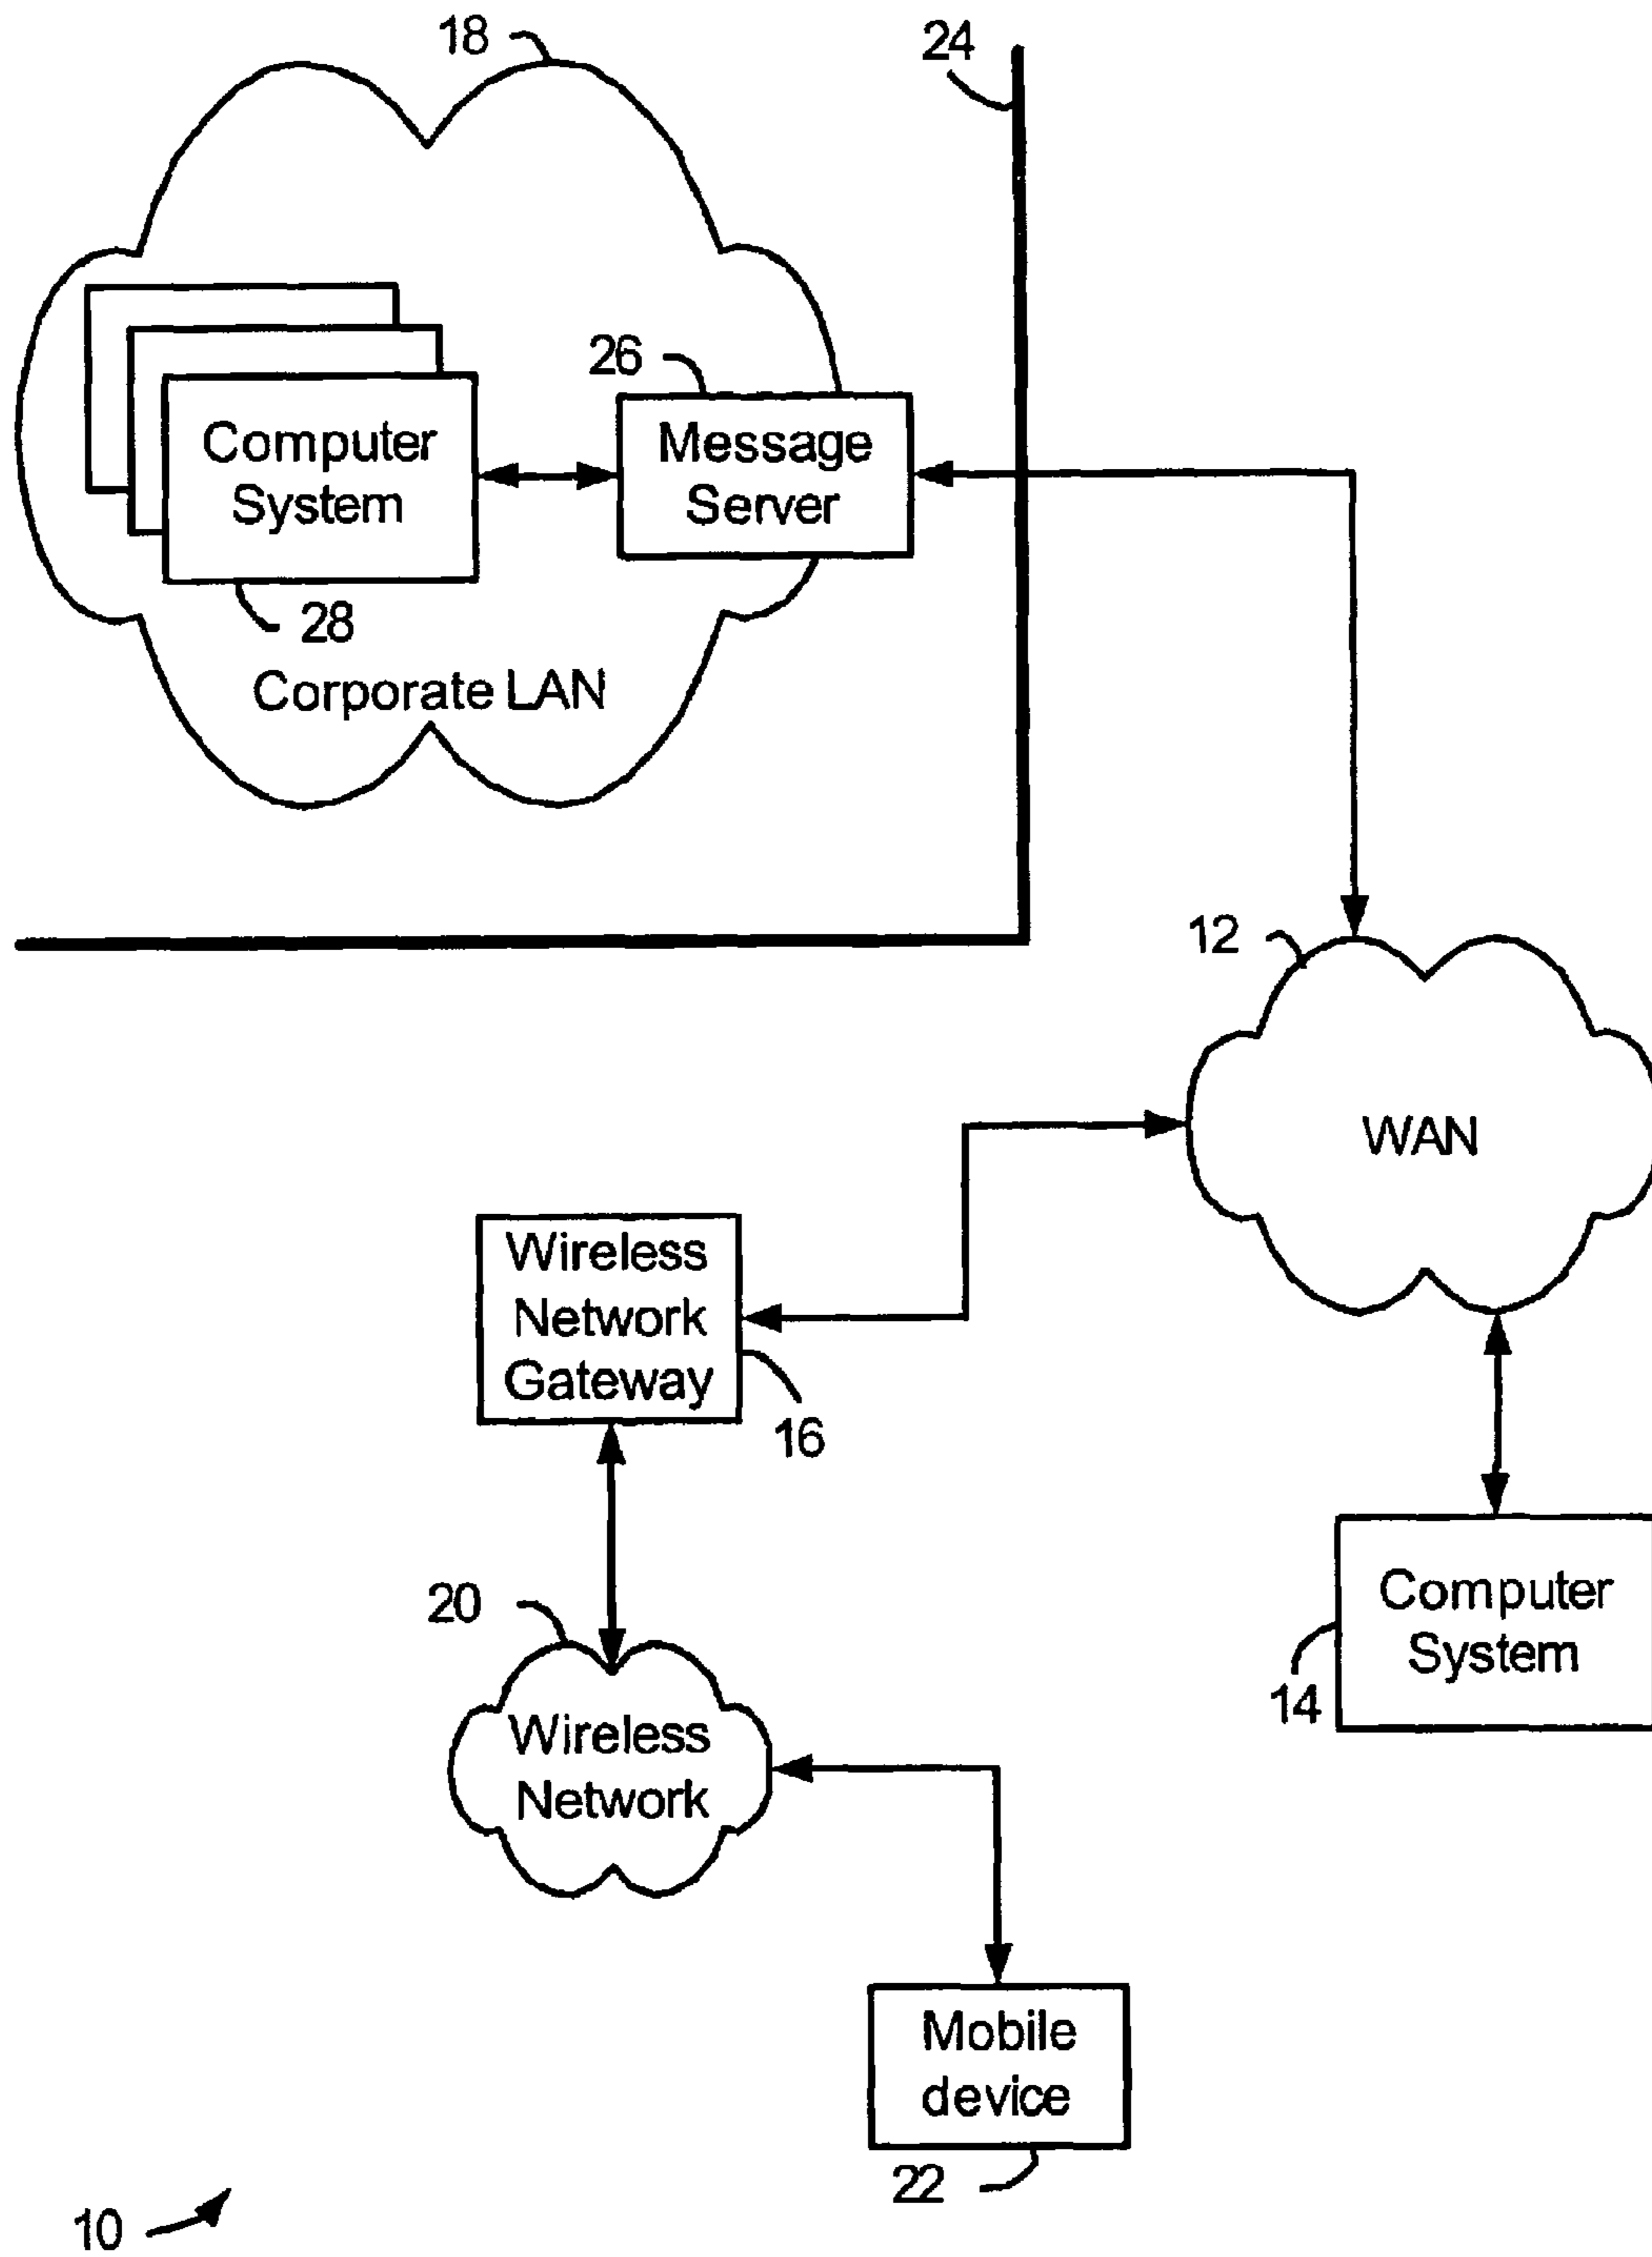 18
24
26
Computer
System
Message
Server
28
Corporate LAN
12
WAN
Wireless
Network
Gateway
16
20
Computer
System
14
Wireless
Network
Mobile
device
22
10